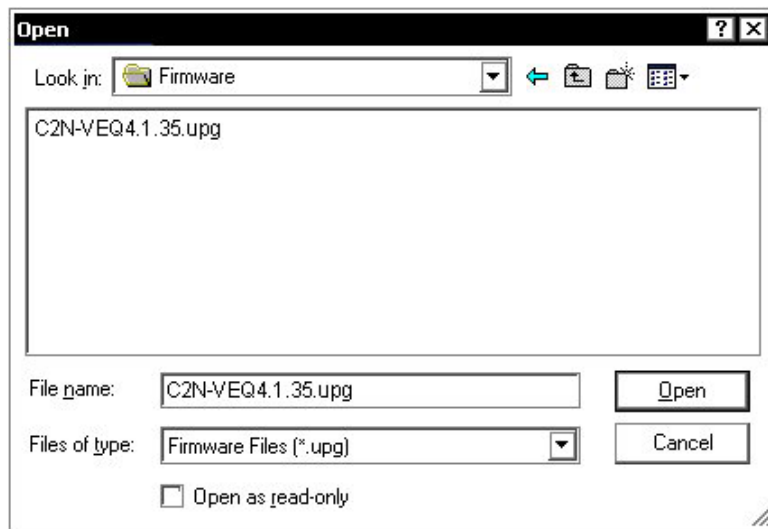 Open
Look in: Firmware
C2N-VEQ4.1.35.upg
File name: C2N-VEQ4.1.35.upg Open
Files of type: Firmware Files (*.upg) Cancel
Open as read-only